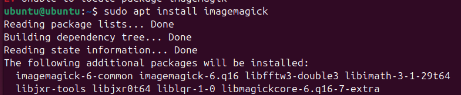 ubuntu@ubuntu:~$ sudo apt install imagemagick
Reading package lists... Done
Building dependency tree... Done
Reading state information... Done
The following additional packages will be installed:
  imagemagick-6-common imagemagick-6.q16 libfftw3-double3 libimath-3-1-29t64
  libjxr-tools libjxr0t64 liblqr-1-0 libmagickcore-6.q16-7-extra